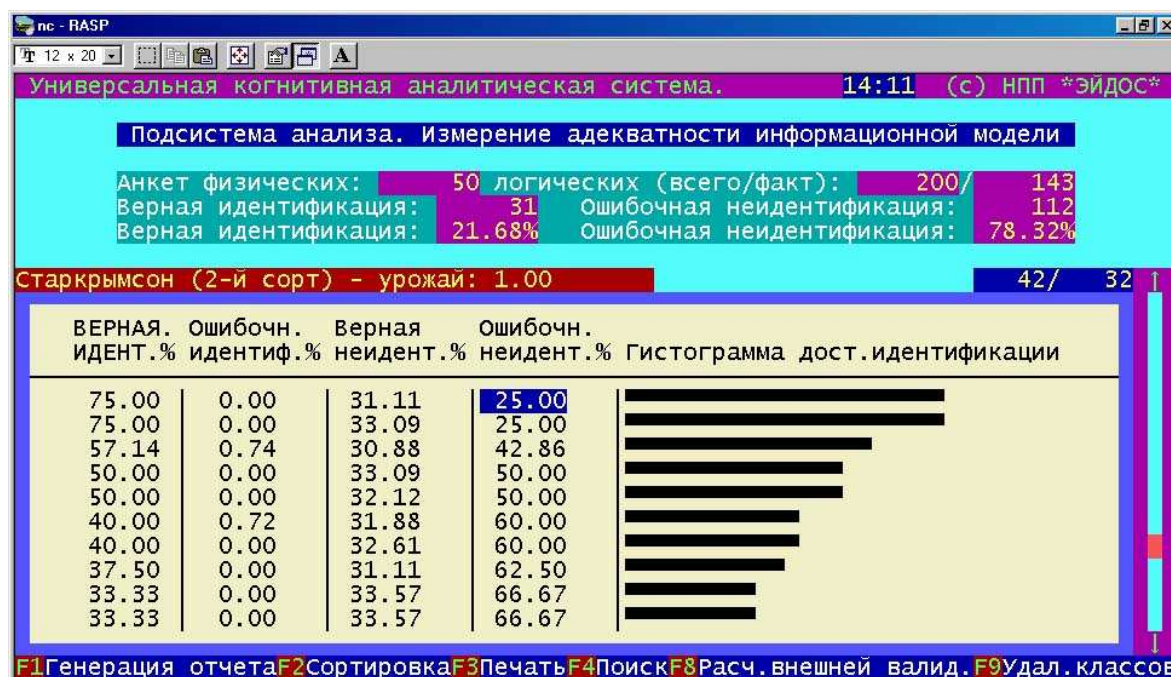 nc - RASP
12 x 20 A
Универсальная когнитивная аналитическая система. 14:11 (c) НПП *ЭЙДОС*
Подсистема анализа. Измерение адекватности информационной модели
Анкет физических: 50 логических (всего/факт): 200/ 143
Верная идентификация: 31 Ошибочная неидентификация: 112
Верная идентификация: 21.68% Ошибочная неидентификация: 78.32%
Старкрымсон (2-й сорт) - урожай: 1.00 42/ 32 ↑
ВЕРНАЯ. Ошибочн. Верная Ошибочн.
ИДЕНТ.% идентиф.% неидент.% неидент.% Гистограмма дост.идентификации
75.00 0.00 31.11 25.00
75.00 0.00 33.09 25.00
57.14 0.74 30.88 42.86
50.00 0.00 33.09 50.00
50.00 0.00 32.12 50.00
40.00 0.72 31.88 60.00
40.00 0.00 32.61 60.00
37.50 0.00 31.11 62.50
33.33 0.00 33.57 66.67
33.33 0.00 33.57 66.67
F1Генерация отчетаF2СортировкаF3ПечатьF4ПоискF8Расч.внешней валид.F9Удал.классов